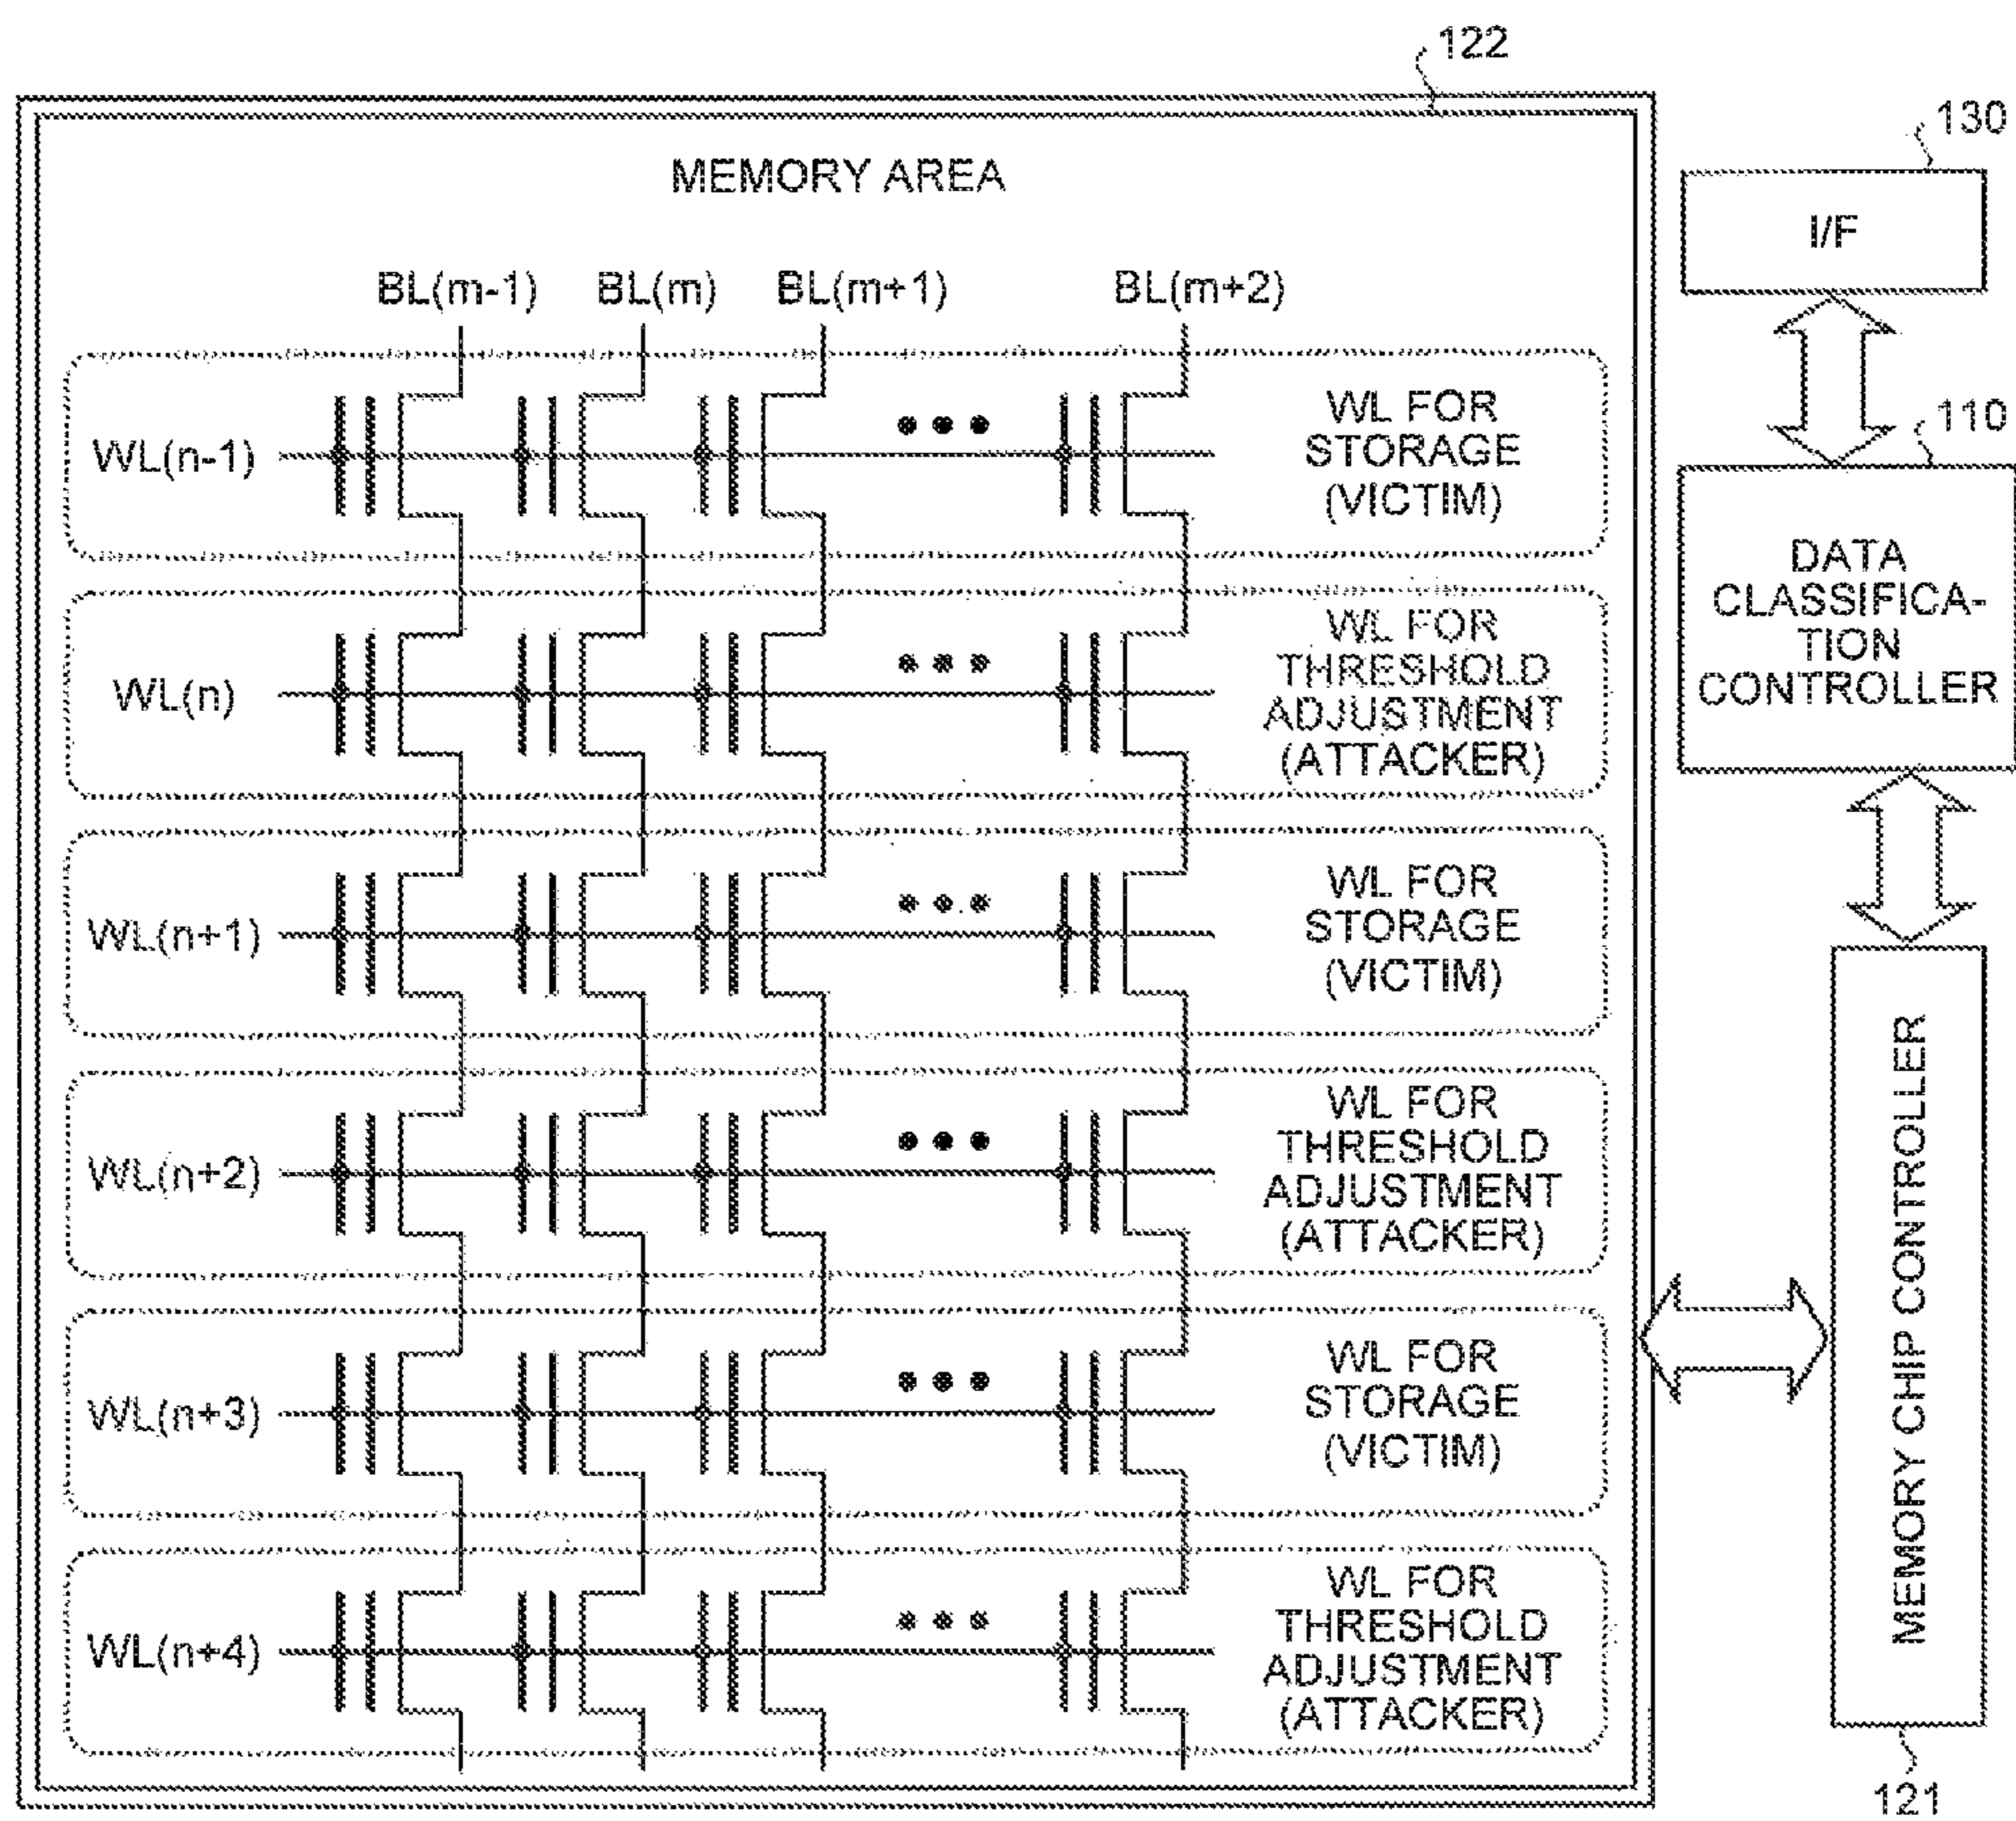 122
MEMORY AREA
BL(m-1) BL(m) BL(m+1) BL(m+2)
WL(n-1)
WL FOR
STORAGE
(VICTIM)
WL(n)
WL FOR
THRESHOLD
ADJUSTMENT
(ATTACKER)
WL(n+1)
WL FOR
STORAGE
(VICTIM)
WL(n+2)
WL FOR
THRESHOLD
ADJUSTMENT
(ATTACKER)
WL(n+3)
WL FOR
STORAGE
(VICTIM)
WL(n+4)
WL FOR
THRESHOLD
ADJUSTMENT
(ATTACKER)
130
I/F
110
DATA
CLASSIFICA-
TION
CONTROLLER
MEMORY CHIP CONTROLLER
121